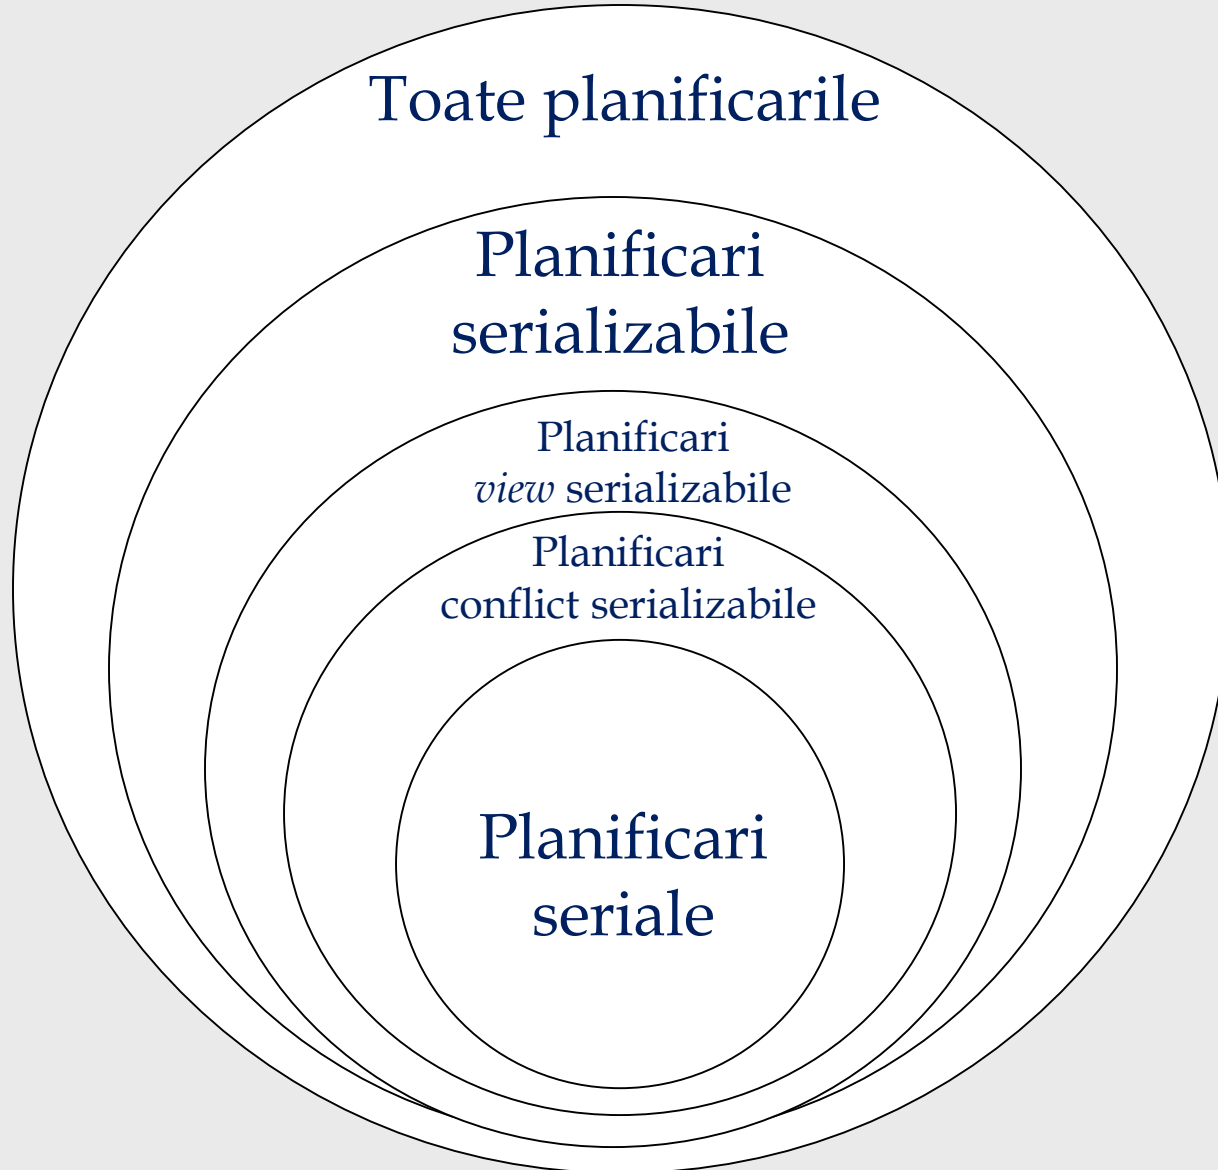 Toate planificarile
Planificari
serializabile
Planificari
view serializabile
Planificari
conflict serializabile
Planificari
seriale